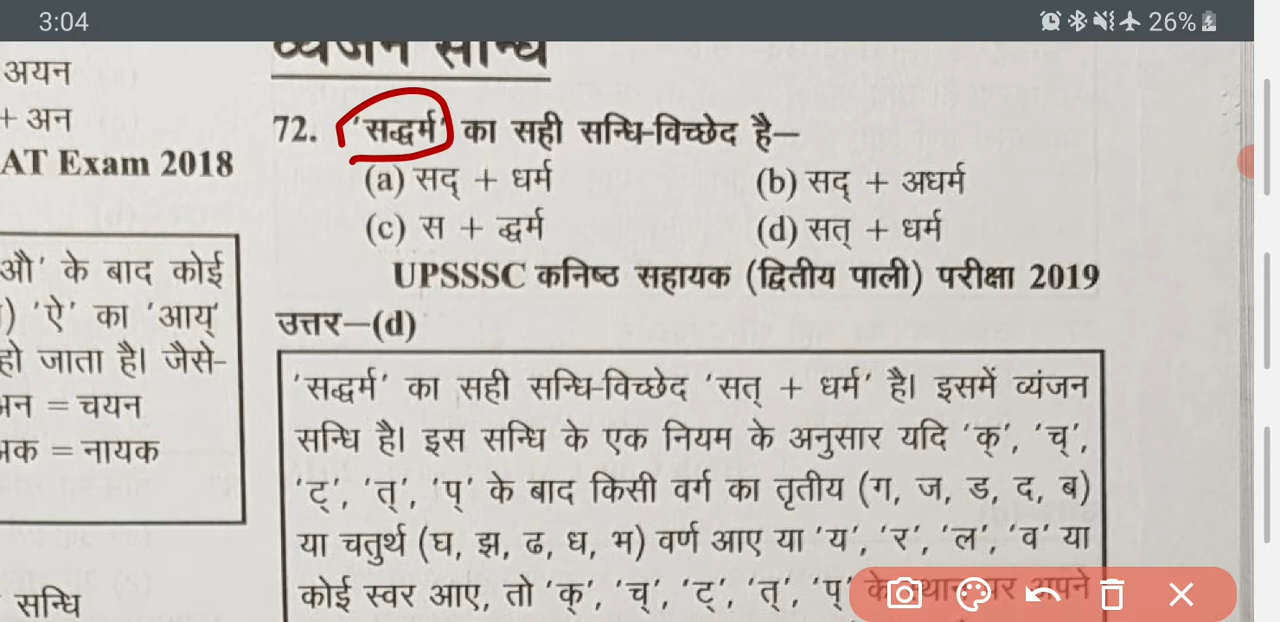 3:04
26%
व्यंजन सन्धि
अयन
+ अन
AT Exam 2018
औ' के बाद कोई
) 'ऐ' का 'आय्'
हो जाता है। जैसे–
= चयन
= नायक
सन्धि
72. 'सद्धर्म' का सही सन्धि-विच्छेद है–
(a) सद् + धर्म (b) सद् + अधर्म
(c) स + द्धर्म (d) सत् + धर्म
UPSSSC कनिष्ठ सहायक (द्वितीय पाली) परीक्षा 2019
उत्तर–(d)
'सद्धर्म' का सही सन्धि-विच्छेद 'सत् + धर्म' है। इसमें व्यंजन
सन्धि है। इस सन्धि के एक नियम के अनुसार यदि 'क्', 'च्',
'ट्', 'त्', 'प्' के बाद किसी वर्ग का तृतीय (ग, ज, ड, द, ब)
या चतुर्थ (घ, झ, ढ, ध, भ) वर्ण आए या 'य', 'र', 'ल', 'व' या
कोई स्वर आए, तो 'क्', 'च्', 'ट्', 'त्', 'प्' के स्थान पर अपने